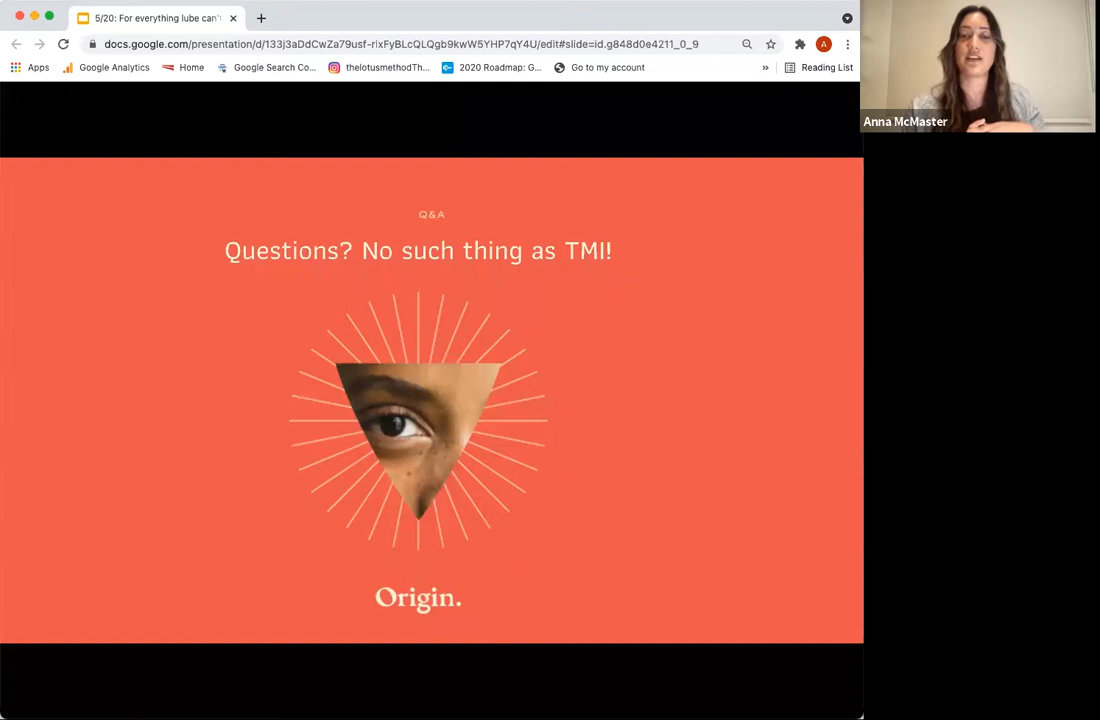 5/20: For everything lube can'
docs.google.com/presentation/d/133j3aDdCwZa79usf-rixFyBLcQLQgb9kwW5YHP7qY4U/edit#slide=id.g848d0e4211_0_9
A
Apps
Google Analytics
Home
Google Search Co...
thelotusmethodTh...
2020 Roadmap: G...
Go to my account
»
Reading List
Anna McMaster
Q&A
Questions? No such thing as TMI!
Origin.